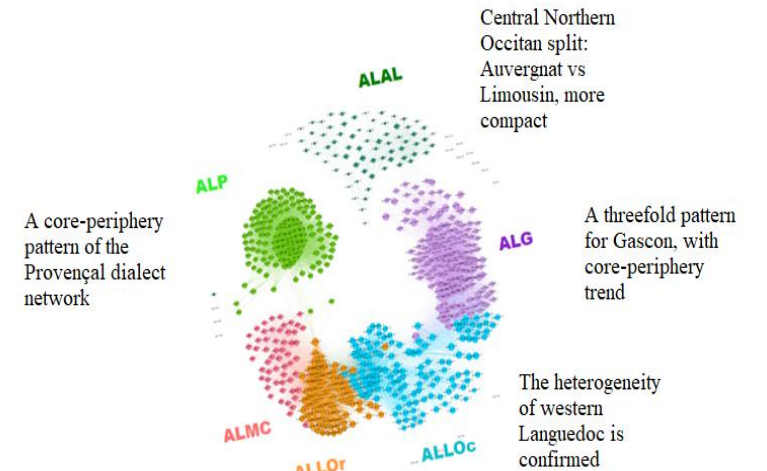 Central Northern
Occitan split:
Auvergnat vs
Limousin, more
compact
ALAL
ALP
A core-periphery
pattern of the
Provençal dialect
network
ALG
A threefold pattern
for Gascon, with
core-periphery
trend
The heterogeneity
of western
Languedoc is
confirmed
ALMC
ALLOr
ALLOc